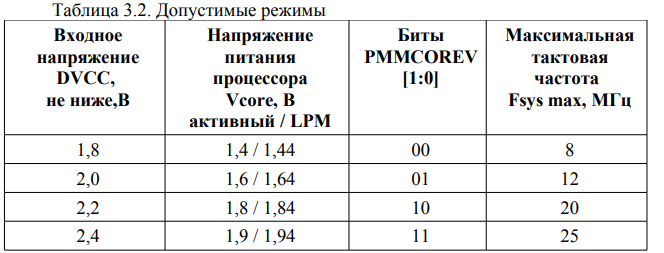 Таблица 3.2. Допустимые режимы
Входное напряжение DVCC, не ниже,В | Напряжение питания процессора Vcore, В активный / LPM | Биты PMMCOREV [1:0] | Максимальная тактовая частота Fsys max, МГц
1,8 | 1,4 / 1,44 | 00 | 8
2,0 | 1,6 / 1,64 | 01 | 12
2,2 | 1,8 / 1,84 | 10 | 20
2,4 | 1,9 / 1,94 | 11 | 25